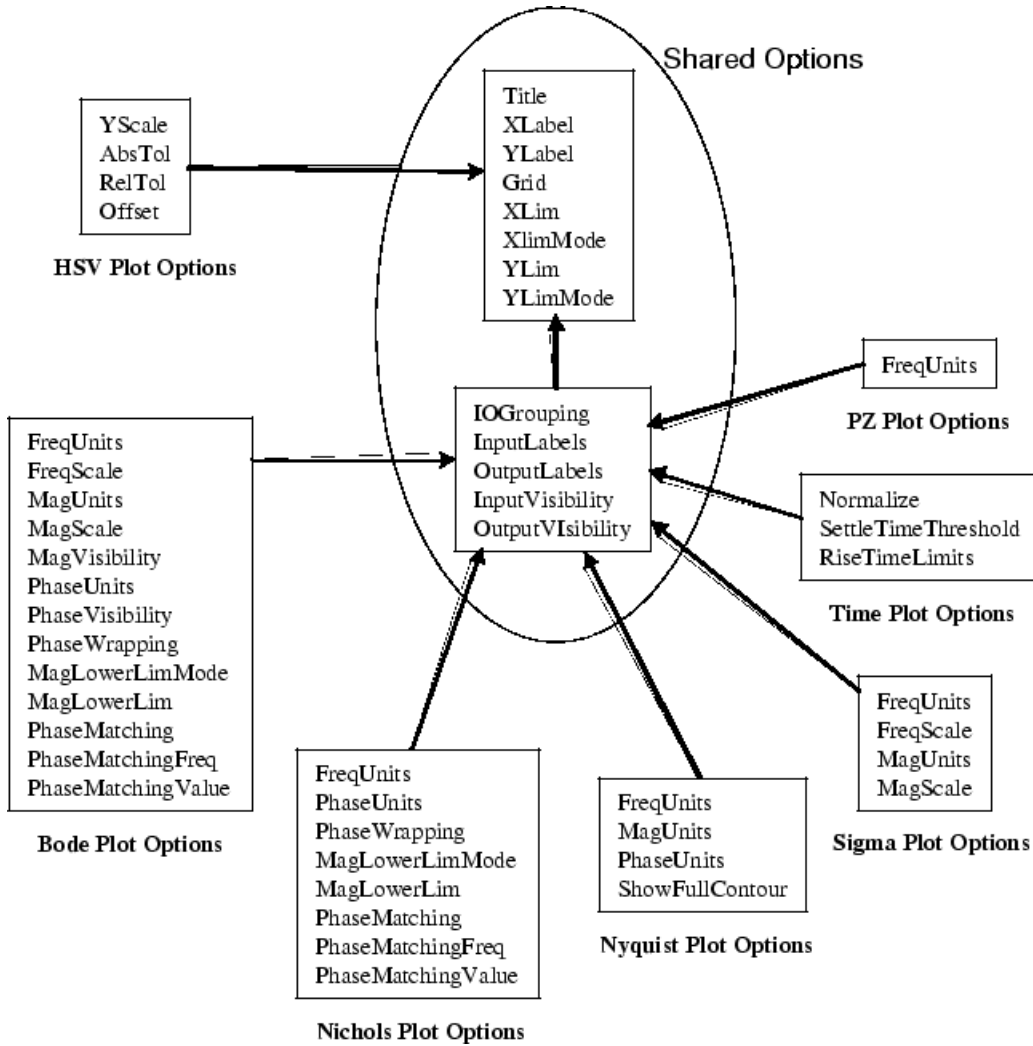 Shared Options
Title
XLabel
YLabel
Grid
XLim
XlimMode
YLim
YLimMode
YScale
AbsTol
RelTol
Offset
HSV Plot Options
IOGrouping
InputLabels
OutputLabels
InputVisibility
OutputVIsibility
FreqUnits
PZ Plot Options
FreqUnits
FreqScale
MagUnits
MagScale
MagVisibility
PhaseUnits
PhaseVisibility
PhaseWrapping
MagLowerLimMode
MagLowerLim
PhaseMatching
PhaseMatchingFreq
PhaseMatchingValue
Bode Plot Options
Normalize
SettleTimeThreshold
RiseTimeLimits
Time Plot Options
FreqUnits
FreqScale
MagUnits
MagScale
Sigma Plot Options
FreqUnits
PhaseUnits
PhaseWrapping
MagLowerLimMode
MagLowerLim
PhaseMatching
PhaseMatchingFreq
PhaseMatchingValue
Nichols Plot Options
FreqUnits
MagUnits
PhaseUnits
ShowFullContour
Nyquist Plot Options